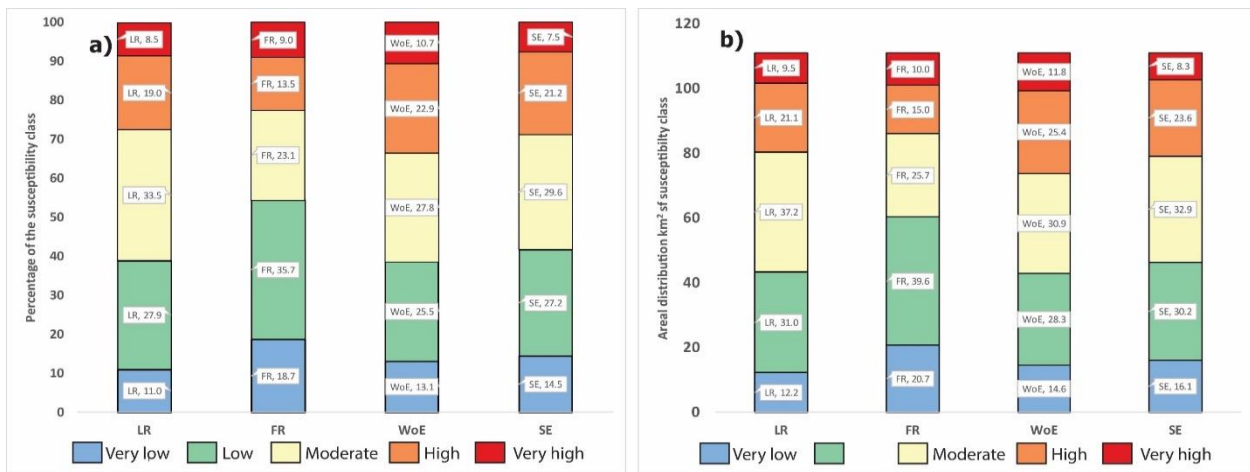 a)
Percentage of the susceptibility class
100
90
80
70
60
50
40
30
20
10
0
LR, 8.5
LR, 19.0
LR, 33.5
LR, 27.9
LR, 11.0
FR, 9.0
FR, 13.5
FR, 23.1
FR, 35.7
FR, 18.7
WoE, 10.7
WoE, 22.9
WoE, 27.8
WoE, 25.5
WoE, 13.1
SE, 7.5
SE, 21.2
SE, 29.6
SE, 27.2
SE, 14.5
LR FR WoE SE
Very low Low Moderate High Very high
b)
Areal distribution km² sf susceptibilty class
120
100
80
60
40
20
0
LR, 9.5
LR, 21.1
LR, 37.2
LR, 31.0
LR, 12.2
FR, 10.0
FR, 15.0
FR, 25.7
FR, 39.6
FR, 20.7
WoE, 11.8
WoE, 25.4
WoE, 30.9
WoE, 28.3
WoE, 14.6
SE, 8.3
SE, 23.6
SE, 32.9
SE, 30.2
SE, 16.1
LR FR WoE SE
Very low Moderate High Very high